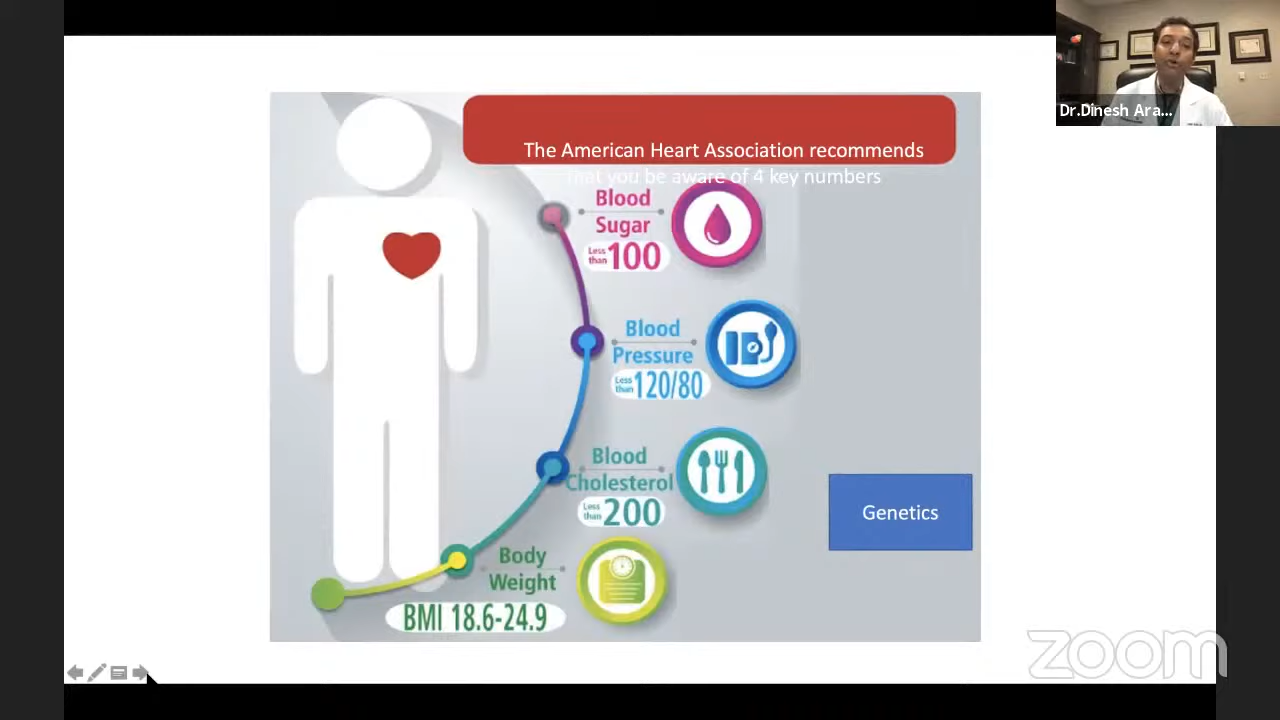 Dr.Dinesh Ara...
The American Heart Association recommends
that you be aware of 4 key numbers
Blood
Sugar
Less
than 100
Blood
Pressure
Less
than 120/80
Blood
Cholesterol
Less
than 200
Genetics
Body
Weight
BMI 18.6-24.9
zoom